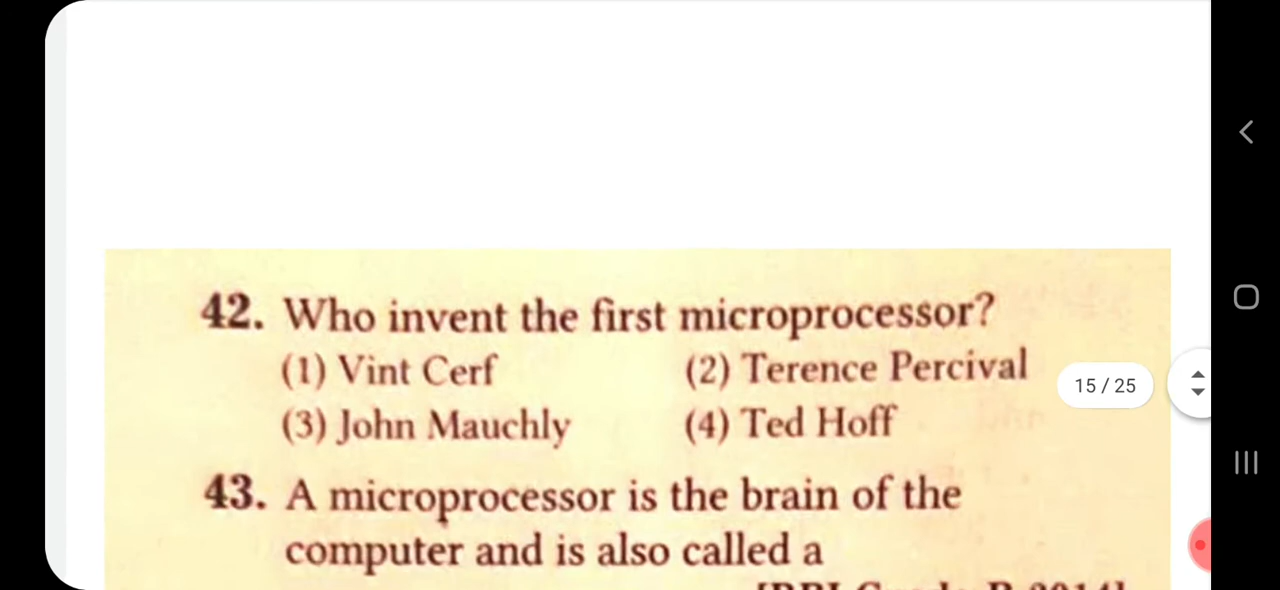 42. Who invent the first microprocessor?
(1) Vint Cerf (2) Terence Percival
(3) John Mauchly (4) Ted Hoff
15 / 25
43. A microprocessor is the brain of the
computer and is also called a